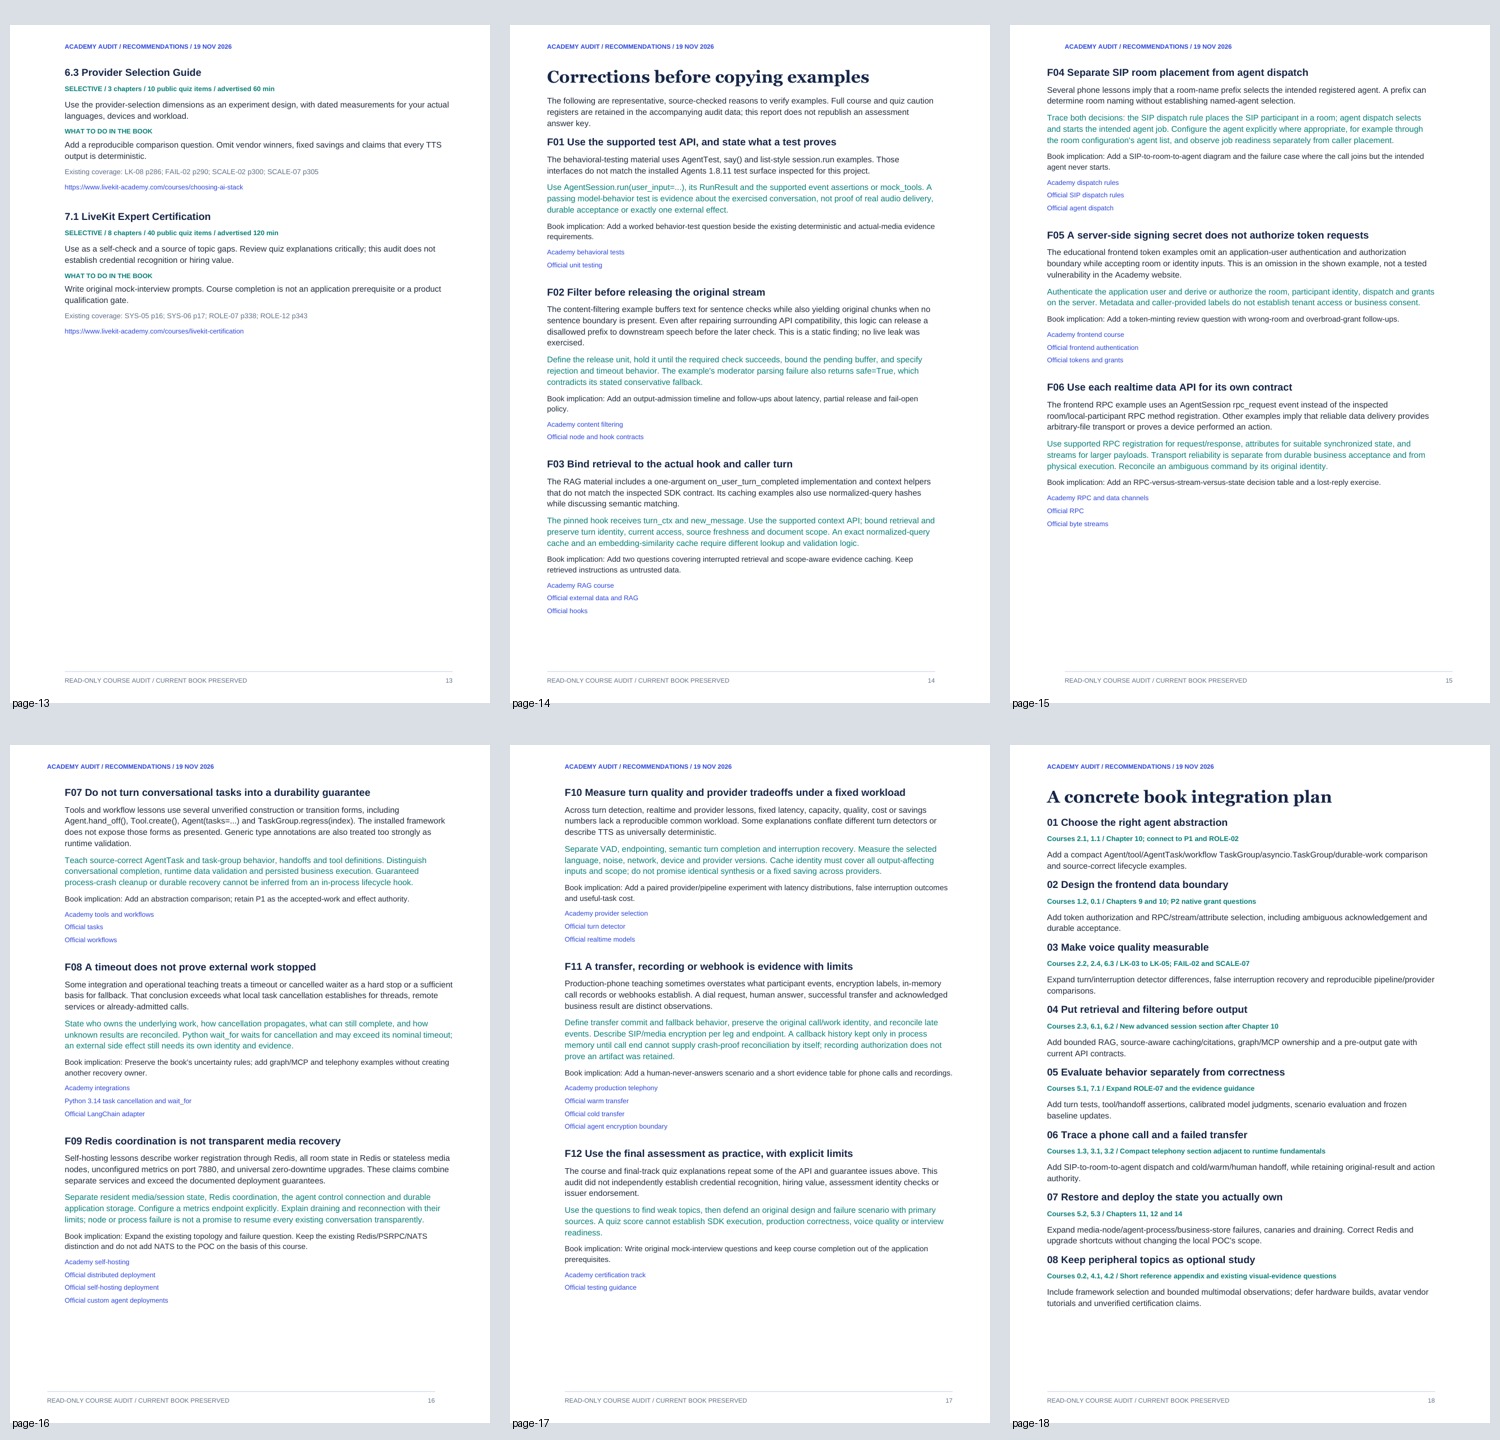 ACADEMY AUDIT / RECOMMENDATIONS / 19 NOV 2026
6.3 Provider Selection Guide
SELECTIVE / 3 chapters / 10 public quiz items / advertised 60 min
Use the provider-selection dimensions as an experiment design, with dated measurements for your actual
languages, devices and workload.
WHAT TO DO IN THE BOOK
Add a reproducible comparison question. Omit vendor winners, fixed savings and claims that every TTS
output is deterministic.
Existing coverage: LK-08 p286; FAIL-02 p290; SCALE-02 p300; SCALE-07 p305
https://www.livekit-academy.com/courses/choosing-ai-stack
7.1 LiveKit Expert Certification
SELECTIVE / 8 chapters / 40 public quiz items / advertised 120 min
Use as a self-check and a source of topic gaps. Review quiz explanations critically; this audit does not
establish credential recognition or hiring value.
WHAT TO DO IN THE BOOK
Write original mock-interview prompts. Course completion is not an application prerequisite or a product
qualification gate.
Existing coverage: SYS-05 p16; SYS-06 p17; ROLE-07 p338; ROLE-12 p343
https://www.livekit-academy.com/courses/livekit-certification
READ-ONLY COURSE AUDIT / CURRENT BOOK PRESERVED
13
page-13
ACADEMY AUDIT / RECOMMENDATIONS / 19 NOV 2026
Corrections before copying examples
The following are representative, source-checked reasons to verify examples. Full course and quiz caution
registers are retained in the accompanying audit data; this report does not republish an assessment
answer key.
F01 Use the supported test API, and state what a test proves
The behavioral-testing material uses AgentTest, say() and list-style session.run examples. Those
interfaces do not match the installed Agents 1.8.11 test surface inspected for this project.
Use AgentSession.run(user_input=...), its RunResult and the supported event assertions or mock_tools. A
passing model-behavior test is evidence about the exercised conversation, not proof of real audio delivery,
durable acceptance or exactly one external effect.
Book implication: Add a worked behavior-test question beside the existing deterministic and actual-media evidence
requirements.
Academy behavioral tests
Official unit testing
F02 Filter before releasing the original stream
The content-filtering example buffers text for sentence checks while also yielding original chunks when no
sentence boundary is present. Even after repairing surrounding API compatibility, this logic can release a
disallowed prefix to downstream speech before the later check. This is a static finding; no live leak was
exercised.
Define the release unit, hold it until the required check succeeds, bound the pending buffer, and specify
rejection and timeout behavior. The example's moderator parsing failure also returns safe=True, which
contradicts its stated conservative fallback.
Book implication: Add an output-admission timeline and follow-ups about latency, partial release and fail-open
policy.
Academy content filtering
Official node and hook contracts
F03 Bind retrieval to the actual hook and caller turn
The RAG material includes a one-argument on_user_turn_completed implementation and context helpers
that do not match the inspected SDK contract. Its caching examples also use normalized-query hashes
while discussing semantic matching.
The pinned hook receives turn_ctx and new_message. Use the supported context API; bound retrieval and
preserve turn identity, current access, source freshness and document scope. An exact normalized-query
cache and an embedding-similarity cache require different lookup and validation logic.
Book implication: Add two questions covering interrupted retrieval and scope-aware evidence caching. Keep
retrieved instructions as untrusted data.
Academy RAG course
Official external data and RAG
Official hooks
READ-ONLY COURSE AUDIT / CURRENT BOOK PRESERVED
14
page-14
ACADEMY AUDIT / RECOMMENDATIONS / 19 NOV 2026
F04 Separate SIP room placement from agent dispatch
Several phone lessons imply that a room-name prefix selects the intended registered agent. A prefix can
determine room naming without establishing named-agent selection.
Trace both decisions: the SIP dispatch rule places the SIP participant in a room; agent dispatch selects
and starts the intended agent job. Configure the agent explicitly where appropriate, for example through
the room configuration's agent list, and observe job readiness separately from caller placement.
Book implication: Add a SIP-to-room-to-agent diagram and the failure case where the call joins but the intended
agent never starts.
Academy dispatch rules
Official SIP dispatch rules
Official agent dispatch
F05 A server-side signing secret does not authorize token requests
The educational frontend token examples omit an application-user authentication and authorization
boundary while accepting room or identity inputs. This is an omission in the shown example, not a tested
vulnerability in the Academy website.
Authenticate the application user and derive or authorize the room, participant identity, dispatch and grants
on the server. Metadata and caller-provided labels do not establish tenant access or business consent.
Book implication: Add a token-minting review question with wrong-room and overbroad-grant follow-ups.
Academy frontend course
Official frontend authentication
Official tokens and grants
F06 Use each realtime data API for its own contract
The frontend RPC example uses an AgentSession rpc_request event instead of the inspected
room/local-participant RPC method registration. Other examples imply that reliable data delivery provides
arbitrary-file transport or proves a device performed an action.
Use supported RPC registration for request/response, attributes for suitable synchronized state, and
streams for larger payloads. Transport reliability is separate from durable business acceptance and from
physical execution. Reconcile an ambiguous command by its original identity.
Book implication: Add an RPC-versus-stream-versus-state decision table and a lost-reply exercise.
Academy RPC and data channels
Official RPC
Official byte streams
READ-ONLY COURSE AUDIT / CURRENT BOOK PRESERVED
15
page-15
ACADEMY AUDIT / RECOMMENDATIONS / 19 NOV 2026
F07 Do not turn conversational tasks into a durability guarantee
Tools and workflow lessons use several unverified construction or transition forms, including
Agent.hand_off(), Tool.create(), Agent(tasks=...) and TaskGroup.regress(index). The installed framework
does not expose those forms as presented. Generic type annotations are also treated too strongly as
runtime validation.
Teach source-correct AgentTask and task-group behavior, handoffs and tool definitions. Distinguish
conversational completion, runtime data validation and persisted business execution. Guaranteed
process-crash cleanup or durable recovery cannot be inferred from an in-process lifecycle hook.
Book implication: Add an abstraction comparison; retain P1 as the accepted-work and effect authority.
Academy tools and workflows
Official tasks
Official workflows
F08 A timeout does not prove external work stopped
Some integration and operational teaching treats a timeout or cancelled waiter as a hard stop or a sufficient
basis for fallback. That conclusion exceeds what local task cancellation establishes for threads, remote
services or already-admitted calls.
State who owns the underlying work, how cancellation propagates, what can still complete, and how
unknown results are reconciled. Python wait_for waits for cancellation and may exceed its nominal timeout;
an external side effect still needs its own identity and evidence.
Book implication: Preserve the book's uncertainty rules; add graph/MCP and telephony examples without creating
another recovery owner.
Academy integrations
Python 3.14 task cancellation and wait_for
Official LangChain adapter
F09 Redis coordination is not transparent media recovery
Self-hosting lessons describe worker registration through Redis, all room state in Redis or stateless media
nodes, unconfigured metrics on port 7880, and universal zero-downtime upgrades. These claims combine
separate services and exceed the documented deployment guarantees.
Separate resident media/session state, Redis coordination, the agent control connection and durable
application storage. Configure a metrics endpoint explicitly. Explain draining and reconnection with their
limits; node or process failure is not a promise to resume every existing conversation transparently.
Book implication: Expand the existing topology and failure question. Keep the existing Redis/PSRPC/NATS
distinction and do not add NATS to the POC on the basis of this course.
Academy self-hosting
Official distributed deployment
Official self-hosting deployment
Official custom agent deployments
READ-ONLY COURSE AUDIT / CURRENT BOOK PRESERVED
16
page-16
ACADEMY AUDIT / RECOMMENDATIONS / 19 NOV 2026
F10 Measure turn quality and provider tradeoffs under a fixed workload
Across turn detection, realtime and provider lessons, fixed latency, capacity, quality, cost or savings
numbers lack a reproducible common workload. Some explanations conflate different turn detectors or
describe TTS as universally deterministic.
Separate VAD, endpointing, semantic turn completion and interruption recovery. Measure the selected
language, noise, network, device and provider versions. Cache identity must cover all output-affecting
inputs and scope; do not promise identical synthesis or a fixed saving across providers.
Book implication: Add a paired provider/pipeline experiment with latency distributions, false interruption outcomes
and useful-task cost.
Academy provider selection
Official turn detector
Official realtime models
F11 A transfer, recording or webhook is evidence with limits
Production-phone teaching sometimes overstates what participant events, encryption labels, in-memory
call records or webhooks establish. A dial request, human answer, successful transfer and acknowledged
business result are distinct observations.
Define transfer commit and fallback behavior, preserve the original call/work identity, and reconcile late
events. Describe SIP/media encryption per leg and endpoint. A callback history kept only in process
memory until call end cannot supply crash-proof reconciliation by itself; recording authorization does not
prove an artifact was retained.
Book implication: Add a human-never-answers scenario and a short evidence table for phone calls and recordings.
Academy production telephony
Official warm transfer
Official cold transfer
Official agent encryption boundary
F12 Use the final assessment as practice, with explicit limits
The course and final-track quiz explanations repeat some of the API and guarantee issues above. This
audit did not independently establish credential recognition, hiring value, assessment identity checks or
issuer endorsement.
Use the questions to find weak topics, then defend an original design and failure scenario with primary
sources. A quiz score cannot establish SDK execution, production correctness, voice quality or interview
readiness.
Book implication: Write original mock-interview questions and keep course completion out of the application
prerequisites.
Academy certification track
Official testing guidance
READ-ONLY COURSE AUDIT / CURRENT BOOK PRESERVED
17
page-17
ACADEMY AUDIT / RECOMMENDATIONS / 19 NOV 2026
A concrete book integration plan
01 Choose the right agent abstraction
Courses 2.1, 1.1 / Chapter 10; connect to P1 and ROLE-02
Add a compact Agent/tool/AgentTask/workflow TaskGroup/asyncio.TaskGroup/durable-work comparison
and source-correct lifecycle examples.
02 Design the frontend data boundary
Courses 1.2, 0.1 / Chapters 9 and 10; P2 native grant questions
Add token authorization and RPC/stream/attribute selection, including ambiguous acknowledgement and
durable acceptance.
03 Make voice quality measurable
Courses 2.2, 2.4, 6.3 / LK-03 to LK-05; FAIL-02 and SCALE-07
Expand turn/interruption detector differences, false interruption recovery and reproducible pipeline/provider
comparisons.
04 Put retrieval and filtering before output
Courses 2.3, 6.1, 6.2 / New advanced session section after Chapter 10
Add bounded RAG, source-aware caching/citations, graph/MCP ownership and a pre-output gate with
current API contracts.
05 Evaluate behavior separately from correctness
Courses 5.1, 7.1 / Expand ROLE-07 and the evidence guidance
Add turn tests, tool/handoff assertions, calibrated model judgments, scenario evaluation and frozen
baseline updates.
06 Trace a phone call and a failed transfer
Courses 1.3, 3.1, 3.2 / Compact telephony section adjacent to runtime fundamentals
Add SIP-to-room-to-agent dispatch and cold/warm/human handoff, while retaining original-result and action
authority.
07 Restore and deploy the state you actually own
Courses 5.2, 5.3 / Chapters 11, 12 and 14
Expand media-node/agent-process/business-store failures, canaries and draining. Correct Redis and
upgrade shortcuts without changing the local POC's scope.
08 Keep peripheral topics as optional study
Courses 0.2, 4.1, 4.2 / Short reference appendix and existing visual-evidence questions
Include framework selection and bounded multimodal observations; defer hardware builds, avatar vendor
tutorials and unverified certification claims.
READ-ONLY COURSE AUDIT / CURRENT BOOK PRESERVED
18
page-18